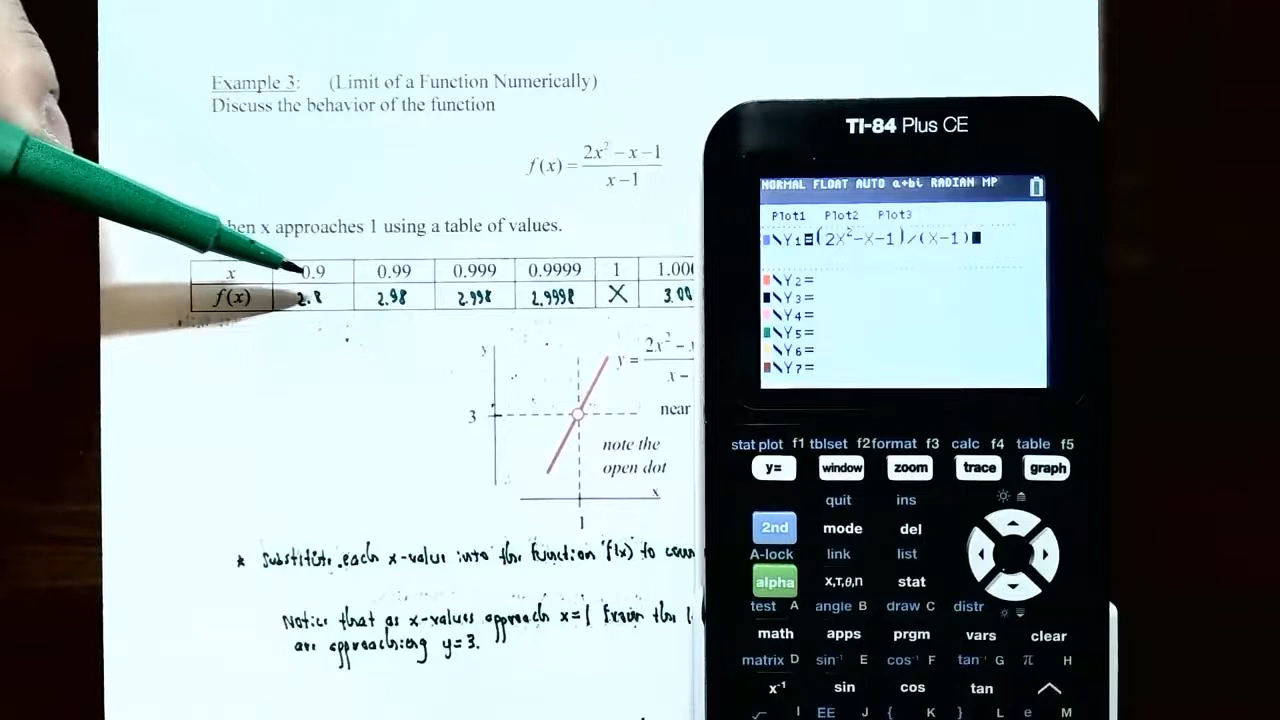 Example 3: (Limit of a Function Numerically)
Discuss the behavior of the function
f(x) = 2x² – x – 1 / x – 1
hen x approaches 1 using a table of values.
x 0.9 0.99 0.999 0.9999 1 1.000
f(x) 2.8 2.98 2.998 2.9998 X 3.00
y
y = 2x² –
x –
3
near
note the
open dot
x
1
* Substitute each x-value into the function f(x) to
Notice that as x-values approach x=1 from the
are approaching y=3.
TI-84 Plus CE
NORMAL FLOAT AUTO a+bi RADIAN MP
Plot1 Plot2 Plot3
\Y1=(2X²-X-1)/(X-1)
\Y2=
\Y3=
\Y4=
\Y5=
\Y6=
\Y7=
stat plot f1 tblset f2 format f3 calc f4 table f5
y= window zoom trace graph
quit ins
2nd mode del
A-lock link list
alpha X,T,θ,n stat
test A angle B draw C distr
math apps prgm vars clear
matrix D sin⁻¹ E cos⁻¹ F tan⁻¹ G π H
x⁻¹ sin cos tan
√ I EE J { K } L e M